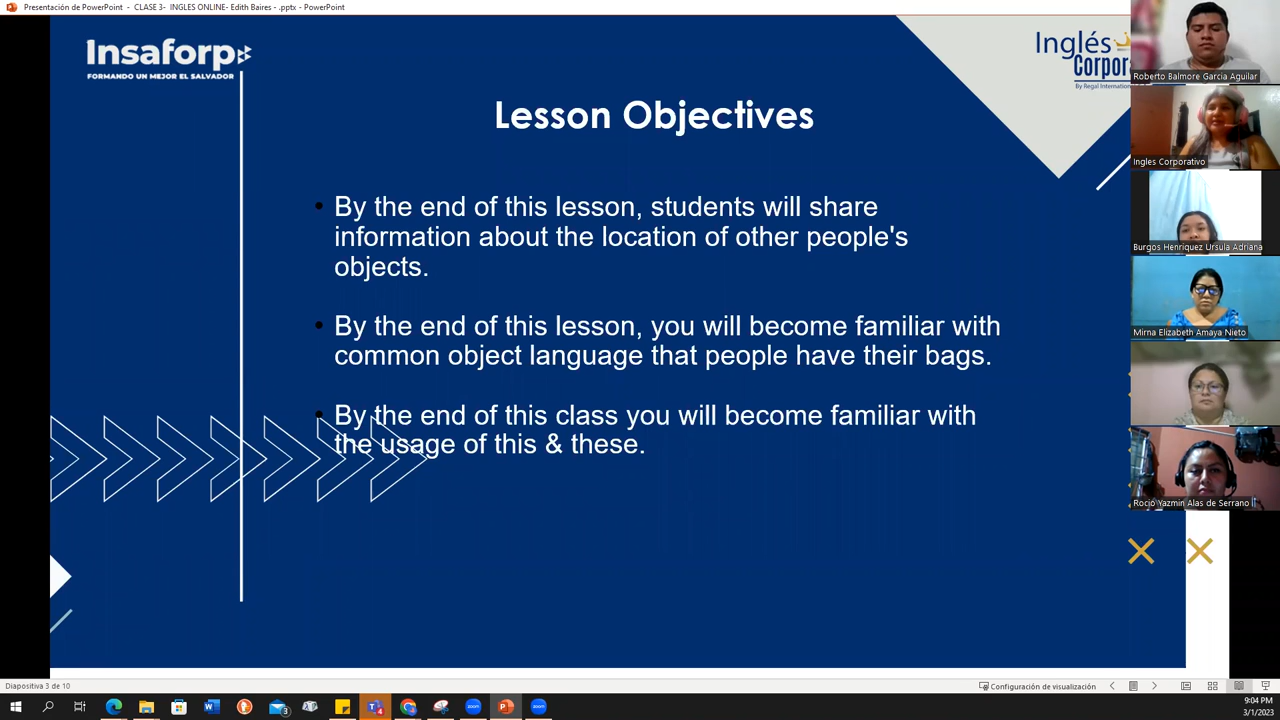 Presentación de PowerPoint - CLASE 3- INGLES ONLINE- Edith Baires - .pptx - PowerPoint
Insaforp
FORMANDO UN MEJOR EL SALVADOR
Inglés
Corpora
By Regal Internation
Lesson Objectives
• By the end of this lesson, students will share
information about the location of other people's
objects.
• By the end of this lesson, you will become familiar with
common object language that people have their bags.
• By the end of this class you will become familiar with
the usage of this & these.
Roberto Balmore Garcia Aguilar
Ingles Corporativo
Burgos Henriquez Ursula Adriana
Mirna Elizabeth Amaya Nieto
Rocio Yazmin Alas de Serrano
Diapositiva 3 de 10
Configuración de visualización
9:04 PM
3/1/2023